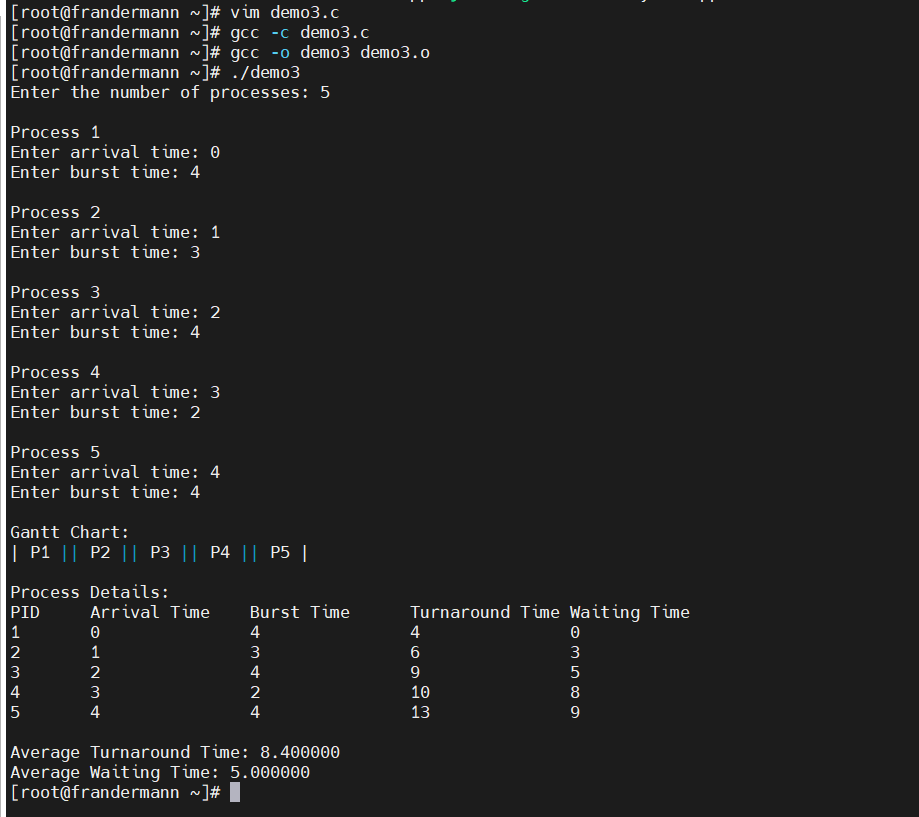 [root@frandermann ~]# vim demo3.c
[root@frandermann ~]# gcc -c demo3.c
[root@frandermann ~]# gcc -o demo3 demo3.o
[root@frandermann ~]# ./demo3
Enter the number of processes: 5

Process 1
Enter arrival time: 0
Enter burst time: 4

Process 2
Enter arrival time: 1
Enter burst time: 3

Process 3
Enter arrival time: 2
Enter burst time: 4

Process 4
Enter arrival time: 3
Enter burst time: 2

Process 5
Enter arrival time: 4
Enter burst time: 4

Gantt Chart:
| P1 || P2 || P3 || P4 || P5 |

Process Details:
PID     Arrival Time    Burst Time      Turnaround Time Waiting Time
1       0               4               4               0
2       1               3               6               3
3       2               4               9               5
4       3               2               10              8
5       4               4               13              9

Average Turnaround Time: 8.400000
Average Waiting Time: 5.000000
[root@frandermann ~]#